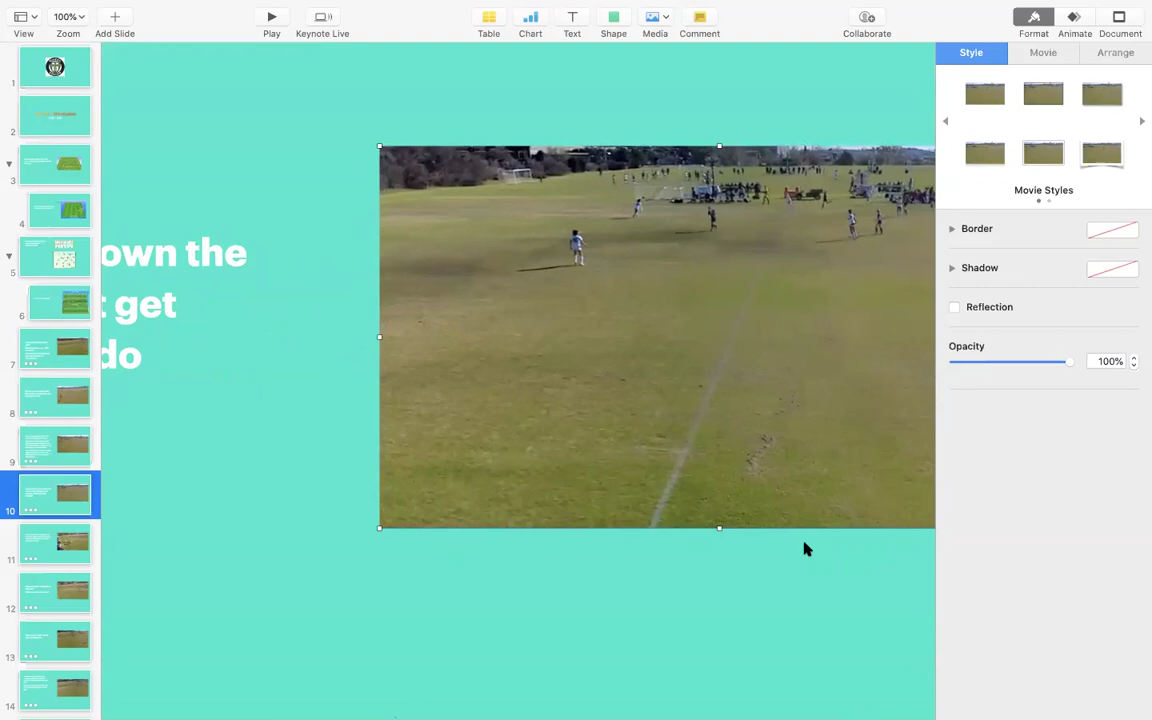 100%
View
Zoom
Add Slide
Play
Keynote Live
Table
Chart
Text
Shape
Media
Comment
Collaborate
Format
Animate
Document
Style
Movie
Arrange
1
2
3
4
5
6
7
8
9
10
11
12
13
14
own the
t get
do
Movie Styles
Border
Shadow
Reflection
Opacity
100%